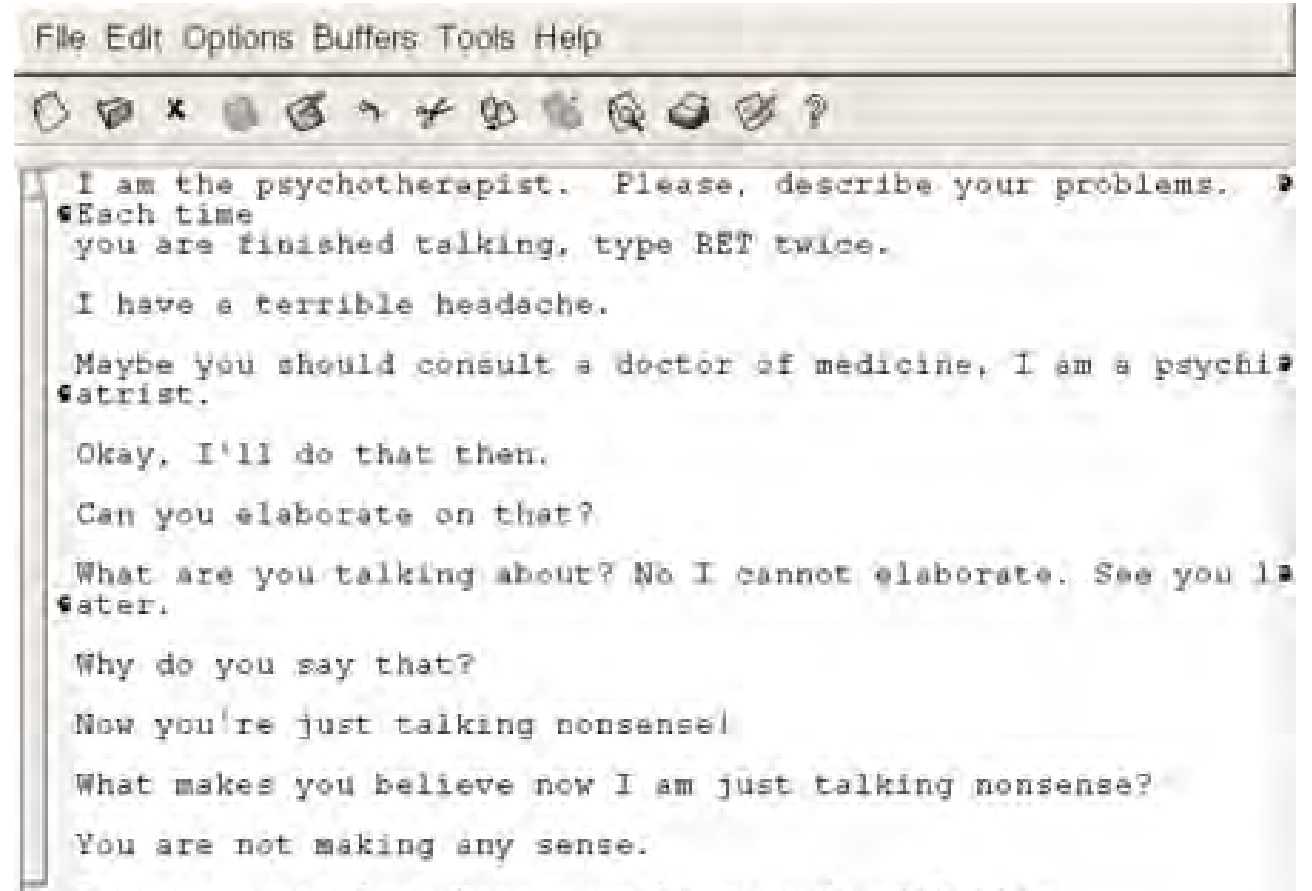 File Edit Options Buffers Tools Help
I am the psychotherapist.  Please, describe your problems.
Each time
you are finished talking, type RET twice.
I have a terrible headache.
Maybe you should consult a doctor of medicine, I am a psychi
atrist.
Okay, I'll do that then.
Can you elaborate on that?
What are you talking about? No I cannot elaborate. See you l
ater.
Why do you say that?
Now you're just talking nonsense!
What makes you believe now I am just talking nonsense?
You are not making any sense.